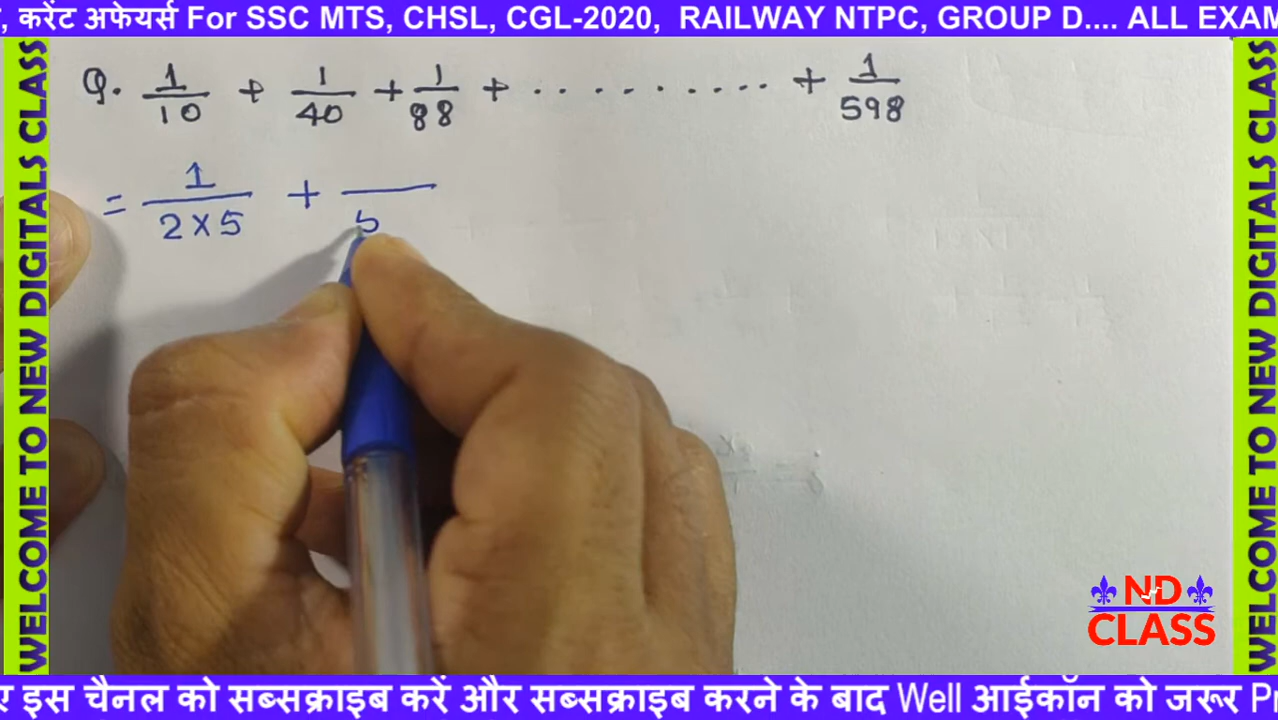 , करेंट अफेयर्स For SSC MTS, CHSL, CGL-2020, RAILWAY NTPC, GROUP D.... ALL EXAM
WELCOME TO NEW DIGITALS CLASS
Q. 1/10 + 1/40 + 1/88 + .......... + 1/598
= 1/2×5 + /5
WELCOME TO NEW DIGITALS CLASS
ND
CLASS
र इस चैनल को सब्सक्राइब करें और सब्सक्राइब करने के बाद Well आईकॉन को जरूर Pr